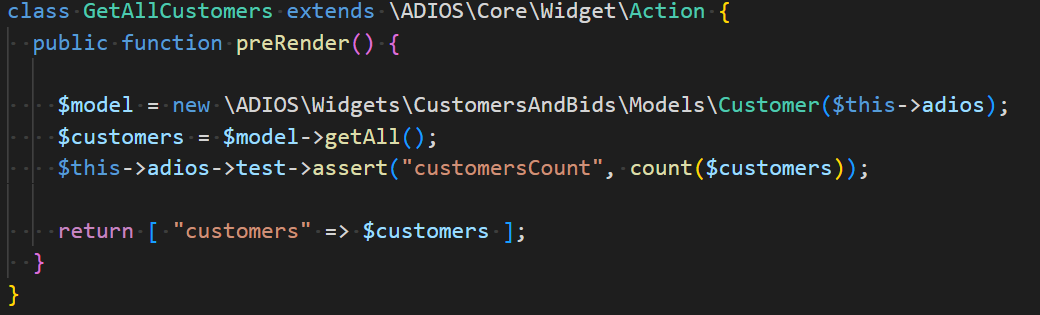 class GetAllCustomers extends \ADIOS\Core\Widget\Action {
  public function preRender() {
    $model = new \ADIOS\Widgets\CustomersAndBids\Models\Customer($this->adios);
    $customers = $model->getAll();
    $this->adios->test->assert("customersCount", count($customers));
    return [ "customers" => $customers ];
  }
}